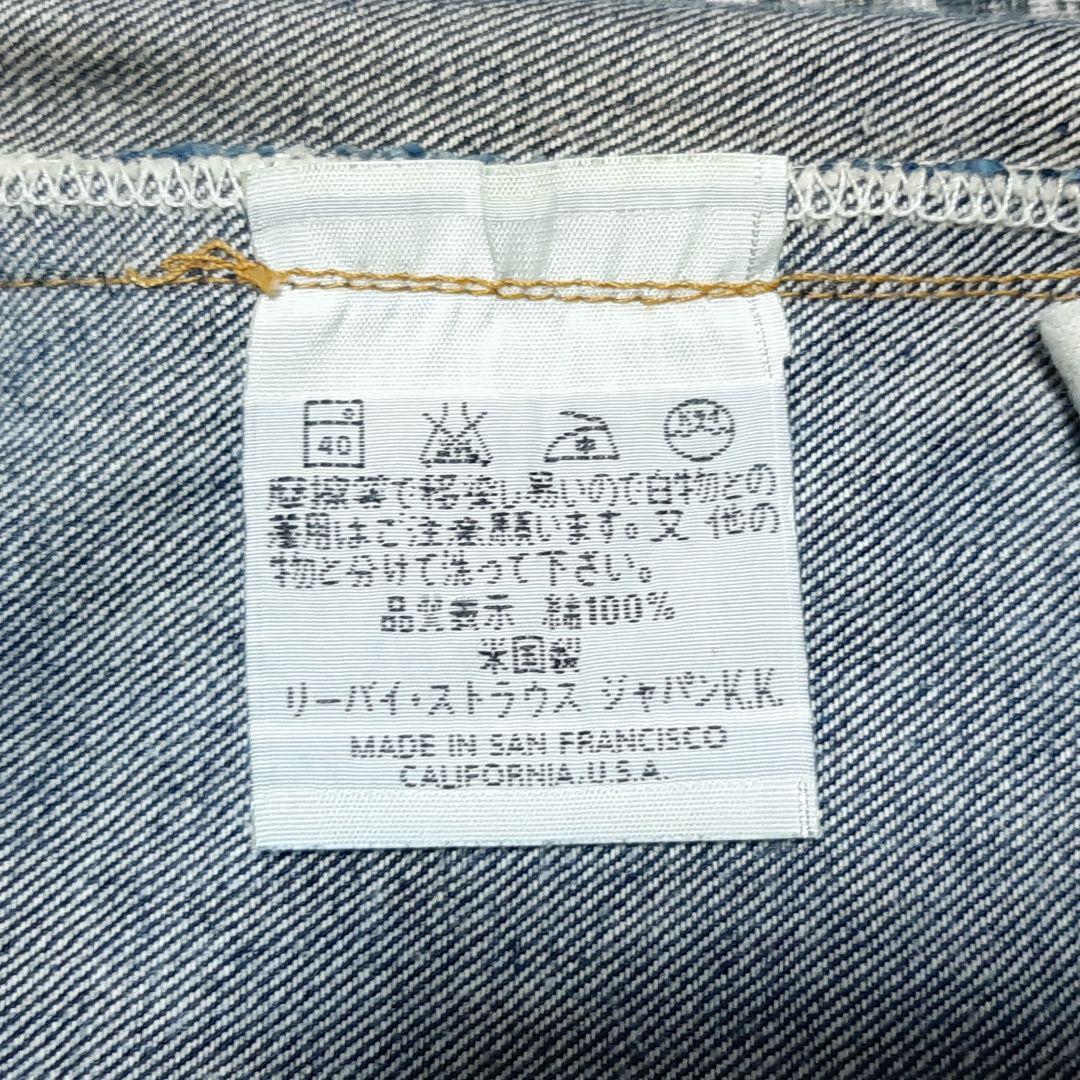 40
摩擦等で移染し易いので白物との
着用はご注意願います。又 他の
物と分けて洗って下さい。
品質表示 綿100%
米国製
リーバイ・ストラウス ジャパンK.K.
MADE IN SAN FRANCISCO
CALIFORNIA.U.S.A.